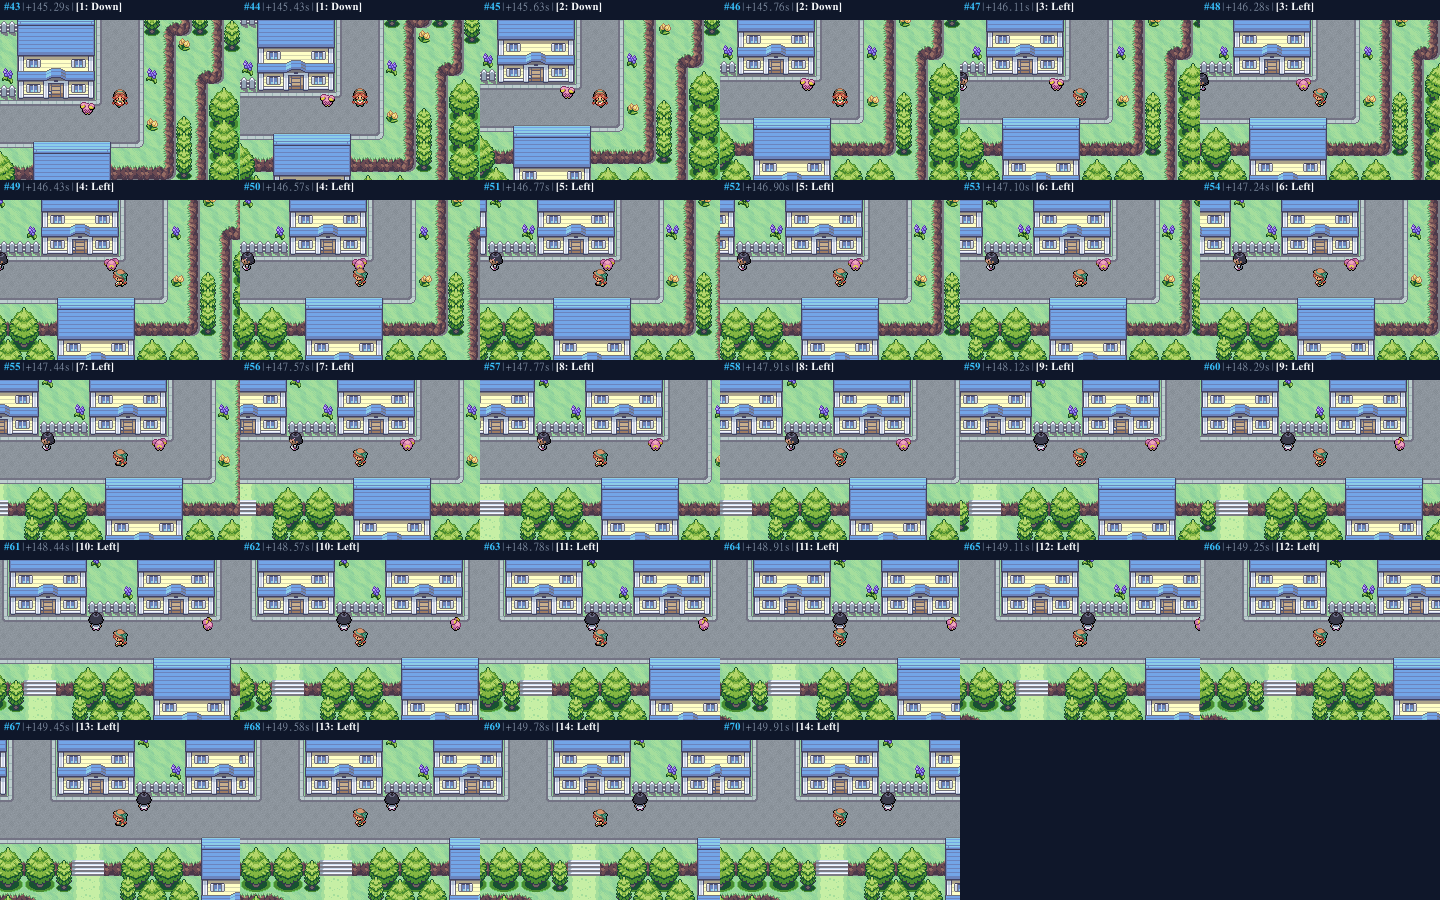 #43|+145.29s|[1: Down]
#44|+145.43s|[1: Down]
#45|+145.63s|[2: Down]
#46|+145.76s|[2: Down]
#47|+146.11s|[3: Left]
#48|+146.28s|[3: Left]
#49|+146.43s|[4: Left]
#50|+146.57s|[4: Left]
#51|+146.77s|[5: Left]
#52|+146.90s|[5: Left]
#53|+147.10s|[6: Left]
#54|+147.24s|[6: Left]
#55|+147.44s|[7: Left]
#56|+147.57s|[7: Left]
#57|+147.77s|[8: Left]
#58|+147.91s|[8: Left]
#59|+148.12s|[9: Left]
#60|+148.29s|[9: Left]
#61|+148.44s|[10: Left]
#62|+148.57s|[10: Left]
#63|+148.78s|[11: Left]
#64|+148.91s|[11: Left]
#65|+149.11s|[12: Left]
#66|+149.25s|[12: Left]
#67|+149.45s|[13: Left]
#68|+149.58s|[13: Left]
#69|+149.78s|[14: Left]
#70|+149.91s|[14: Left]